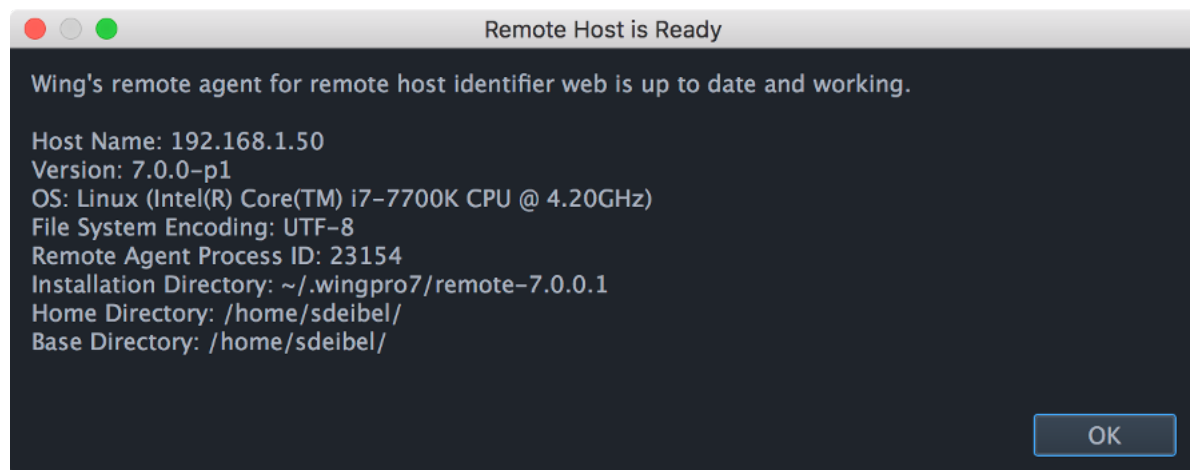 Remote Host is Ready
Wing's remote agent for remote host identifier web is up to date and working.
Host Name: 192.168.1.50
Version: 7.0.0-p1
OS: Linux (Intel(R) Core(TM) i7-7700K CPU @ 4.20GHz)
File System Encoding: UTF-8
Remote Agent Process ID: 23154
Installation Directory: ~/.wingpro7/remote-7.0.0.1
Home Directory: /home/sdeibel/
Base Directory: /home/sdeibel/
OK